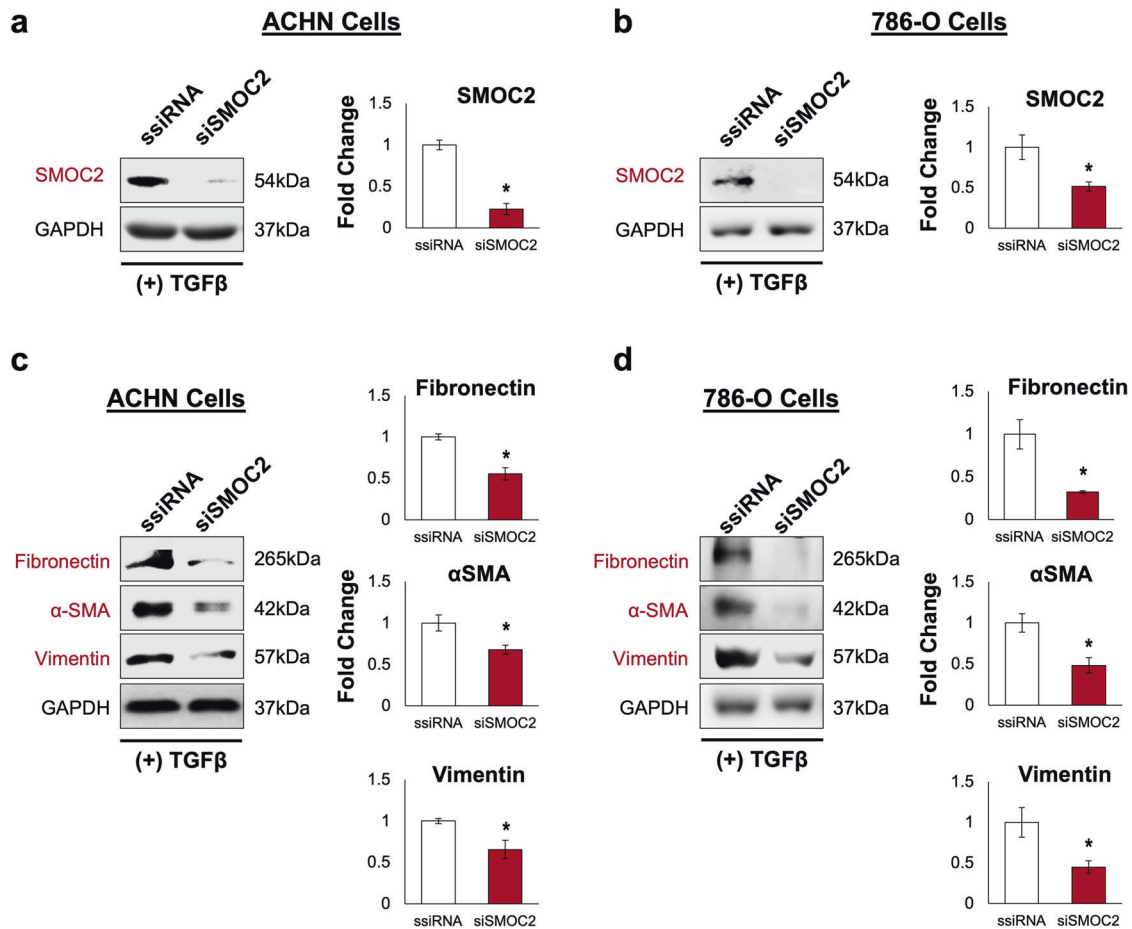 a
ACHN Cells
ssiRNA
siSMOC2
SMOC2
54kDa
GAPDH
37kDa
(+) TGFβ
SMOC2
Fold Change
1.5
1
0.5
0
*
ssiRNA
siSMOC2
b
786-O Cells
ssiRNA
siSMOC2
SMOC2
54kDa
GAPDH
37kDa
(+) TGFβ
SMOC2
Fold Change
1.5
1
0.5
0
*
ssiRNA
siSMOC2
c
ACHN Cells
ssiRNA
siSMOC2
Fibronectin
265kDa
α-SMA
42kDa
Vimentin
57kDa
GAPDH
37kDa
(+) TGFβ
Fold Change
Fibronectin
1.5
1
0.5
0
*
ssiRNA
siSMOC2
αSMA
1.5
1
0.5
0
*
ssiRNA
siSMOC2
Vimentin
1.5
1
0.5
0
*
ssiRNA
siSMOC2
d
786-O Cells
ssiRNA
siSMOC2
Fibronectin
265kDa
α-SMA
42kDa
Vimentin
57kDa
GAPDH
37kDa
(+) TGFβ
Fold Change
Fibronectin
1.5
1
0.5
0
*
ssiRNA
siSMOC2
αSMA
1.5
1
0.5
0
*
ssiRNA
siSMOC2
Vimentin
1.5
1
0.5
0
*
ssiRNA
siSMOC2